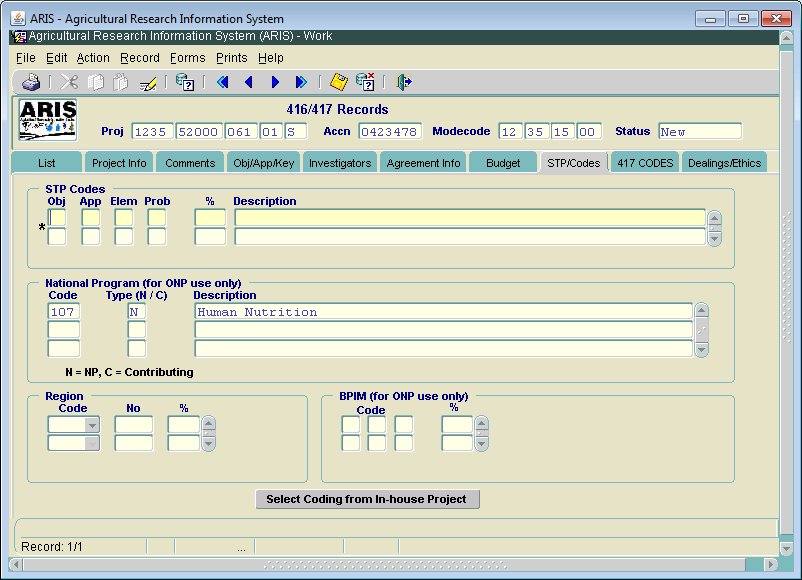 ARIS - Agricultural Research Information System
Agricultural Research Information System (ARIS) - Work
File Edit Action Record Forms Prints Help
ARIS
416/417 Records
Proj 1235 52000 061 01 S Accn 0423478 Modecode 12 35 15 00 Status New
List Project Info Comments Obj/App/Key Investigators Agreement Info Budget STP/Codes 417 CODES Dealings/Ethics
STP Codes
Obj App Elem Prob % Description
*
National Program (for ONP use only)
Code Type (N / C) Description
107 N Human Nutrition
N = NP, C = Contributing
Region
Code No %
BPIM (for ONP use only)
Code %
Select Coding from In-house Project
Record: 1/1 ...